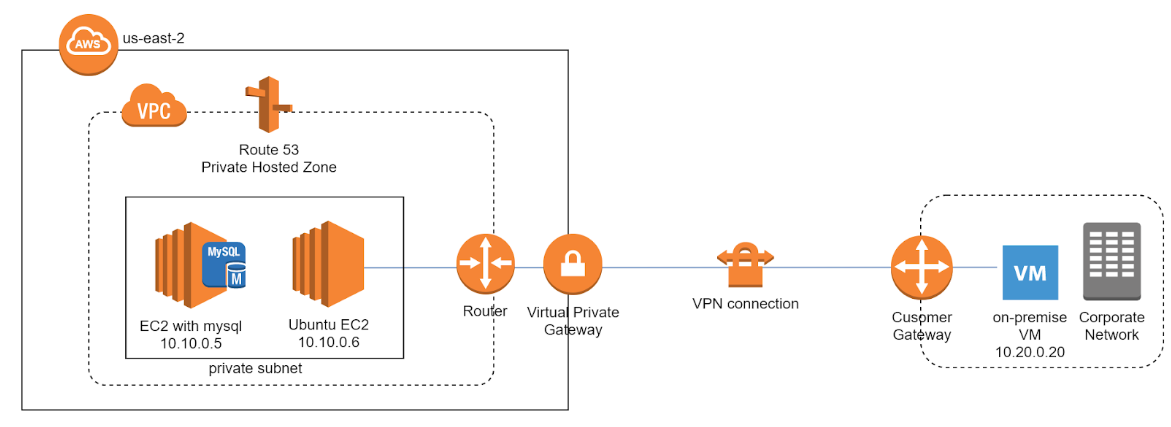 AWS
us-east-2
VPC
Route 53
Private Hosted Zone
MySQL
M
EC2 with mysql
10.10.0.5
Ubuntu EC2
10.10.0.6
private subnet
Router
Virtual Private
Gateway
VPN connection
Cusomer
Gateway
VM
on-premise
VM
10.20.0.20
Corporate
Network